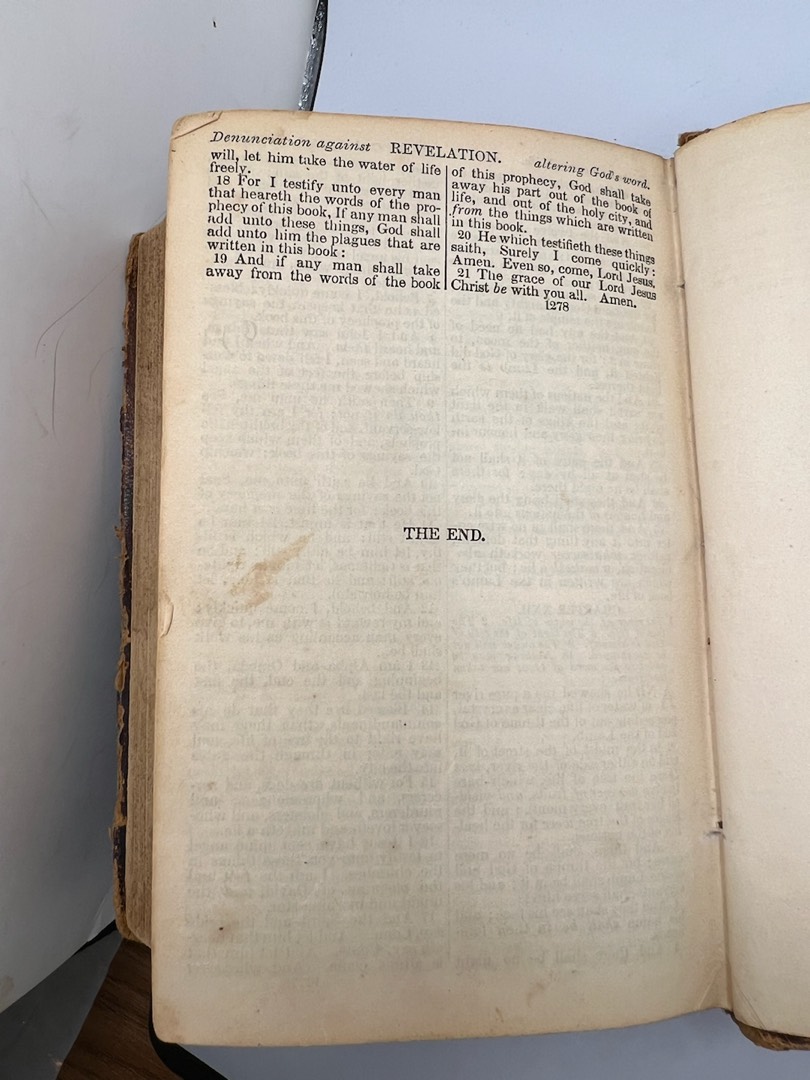 Denunciation against REVELATION. altering God's word.
will, let him take the water of life
freely.
18 For I testify unto every man
that heareth the words of the pro-
phecy of this book, If any man shall
add unto these things, God shall
add unto him the plagues that are
written in this book :
19 And if any man shall take
away from the words of the book
of this prophecy, God shall take
away his part out of the book of
life, and out of the holy city, and
from the things which are written
in this book.
20 He which testifieth these things
saith, Surely I come quickly :
Amen. Even so, come, Lord Jesus.
21 The grace of our Lord Jesus
Christ be with you all. Amen.
1278
THE END.